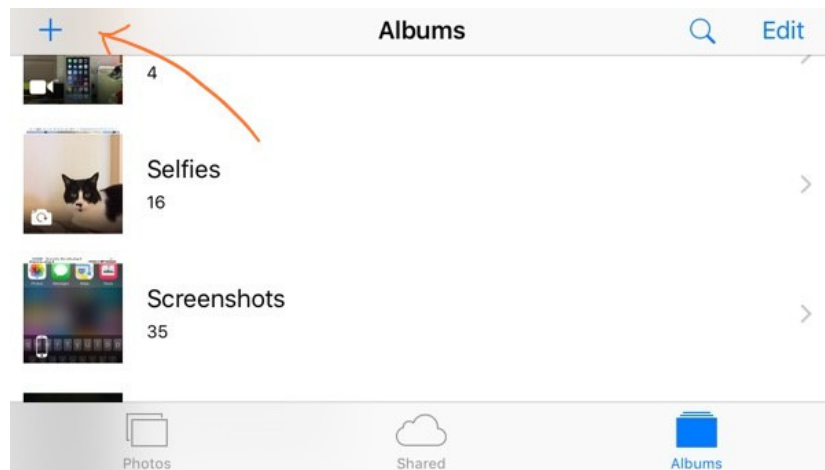 + Albums Edit
4
Selfies
16
Screenshots
35
Photos Shared Albums